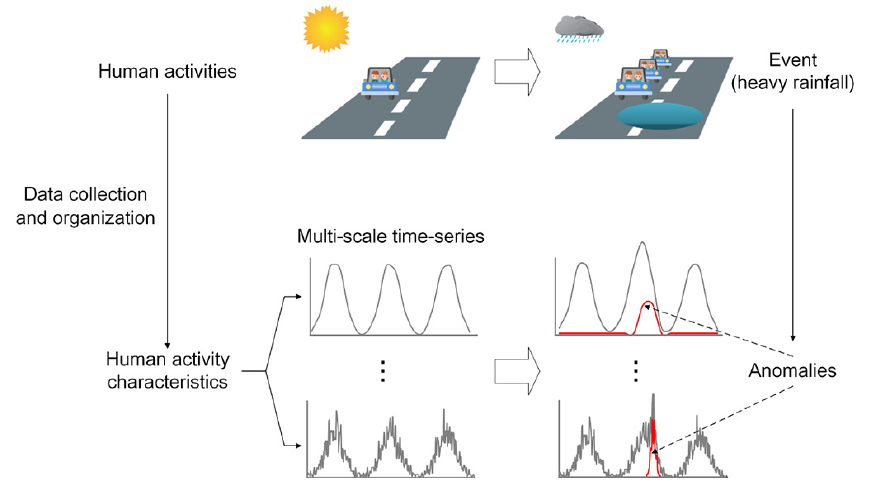 Human activities
Event
(heavy rainfall)
Data collection
and organization
Multi-scale time-series
Human activity
characteristics
Anomalies